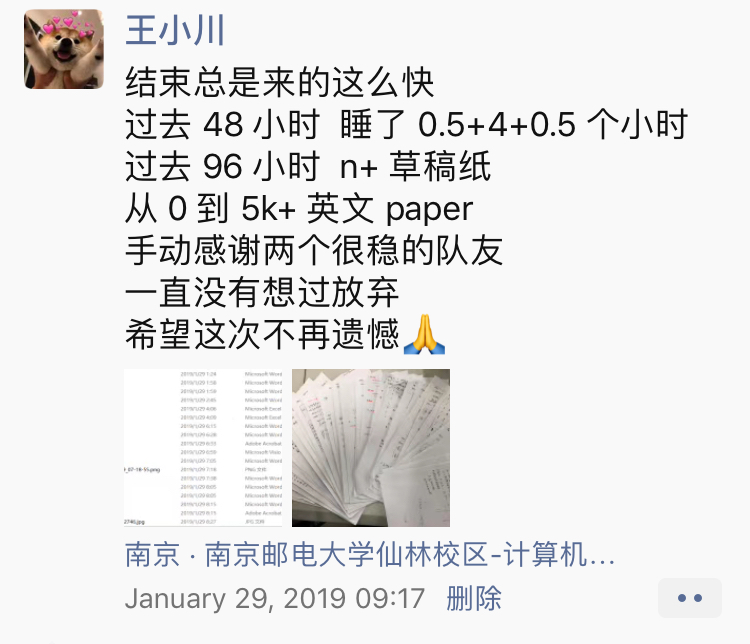 王小川
结束总是来的这么快
过去 48 小时 睡了 0.5+4+0.5 个小时
过去 96 小时 n+ 草稿纸
从 0 到 5k+ 英文 paper
手动感谢两个很稳的队友
一直没有想过放弃
希望这次不再遗憾🙏
南京 · 南京邮电大学仙林校区-计算机...
January 29, 2019 09:17 删除